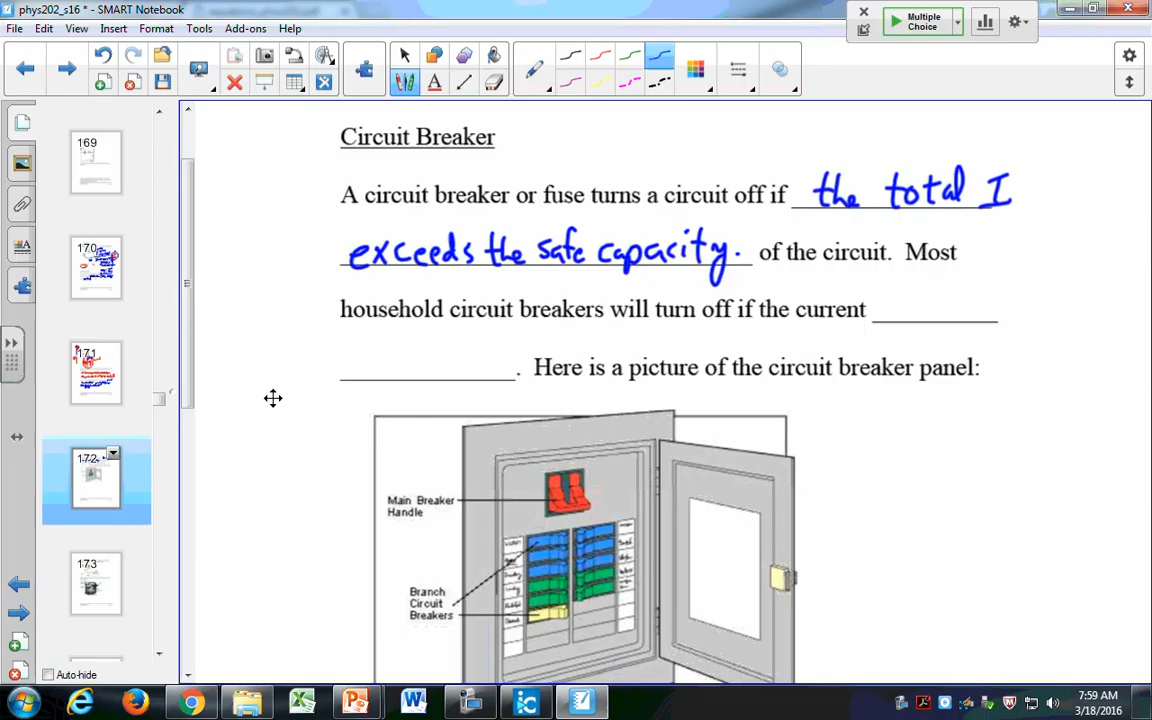 phys202_s16 * - SMART Notebook
Multiple
Choice
File Edit View Insert Format Tools Add-ons Help
169
170
171
172
173
Auto-hide
Circuit Breaker
A circuit breaker or fuse turns a circuit off if the total I
exceeds the safe capacity. of the circuit. Most
household circuit breakers will turn off if the current
. Here is a picture of the circuit breaker panel:
Main Breaker
Handle
Branch
Circuit
Breakers
7:59 AM
3/18/2016